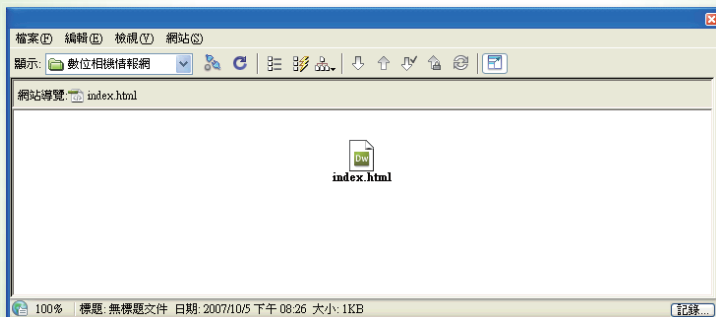 檔案(F) 編輯(E) 檢視(V) 網站(S)
顯示: 數位相機情報網
網站導覽: index.html
Dw
index.html
100% 標題: 無標題文件 日期: 2007/10/5 下午 08:26 大小: 1KB 記錄...